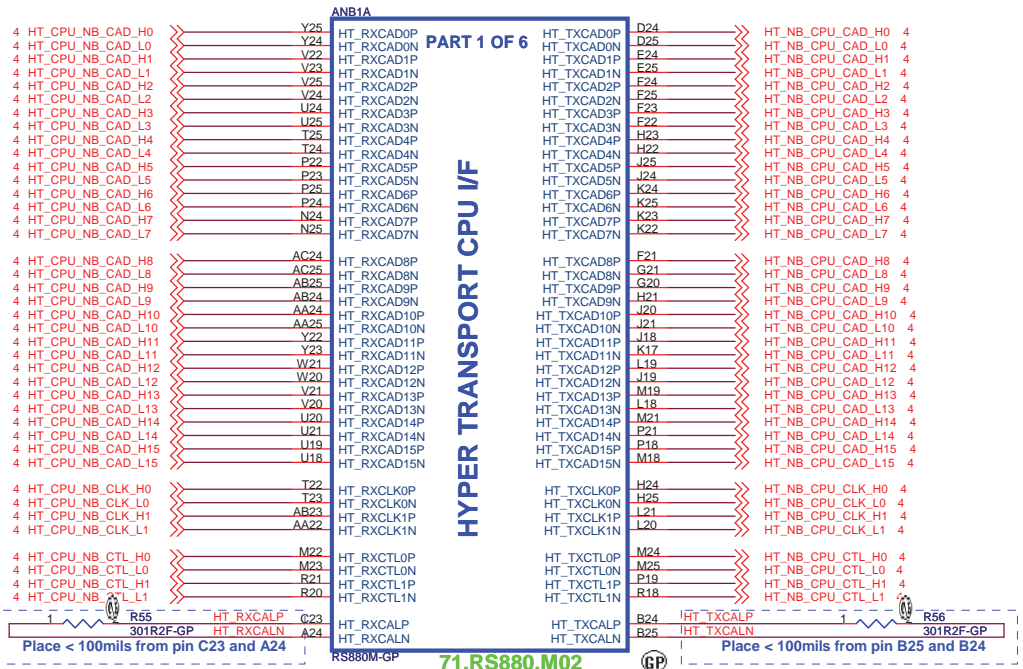 ANB1A
PART 1 OF 6
4 HT_CPU_NB_CAD_H0 Y25 HT_RXCAD0P HT_TXCAD0P D24 HT_NB_CPU_CAD_H0 4
4 HT_CPU_NB_CAD_L0 Y24 HT_RXCAD0N HT_TXCAD0N D25 HT_NB_CPU_CAD_L0 4
4 HT_CPU_NB_CAD_H1 V22 HT_RXCAD1P HT_TXCAD1P E24 HT_NB_CPU_CAD_H1 4
4 HT_CPU_NB_CAD_L1 V23 HT_RXCAD1N HT_TXCAD1N E25 HT_NB_CPU_CAD_L1 4
4 HT_CPU_NB_CAD_H2 V25 HT_RXCAD2P HT_TXCAD2P F24 HT_NB_CPU_CAD_H2 4
4 HT_CPU_NB_CAD_L2 V24 HT_RXCAD2N HT_TXCAD2N F25 HT_NB_CPU_CAD_L2 4
4 HT_CPU_NB_CAD_H3 U24 HT_RXCAD3P HT_TXCAD3P F23 HT_NB_CPU_CAD_H3 4
4 HT_CPU_NB_CAD_L3 U25 HT_RXCAD3N HT_TXCAD3N F22 HT_NB_CPU_CAD_L3 4
4 HT_CPU_NB_CAD_H4 T25 HT_RXCAD4P HT_TXCAD4P H23 HT_NB_CPU_CAD_H4 4
4 HT_CPU_NB_CAD_L4 T24 HT_RXCAD4N HT_TXCAD4N H22 HT_NB_CPU_CAD_L4 4
4 HT_CPU_NB_CAD_H5 P22 HT_RXCAD5P HT_TXCAD5P J25 HT_NB_CPU_CAD_H5 4
4 HT_CPU_NB_CAD_L5 P23 HT_RXCAD5N HT_TXCAD5N J24 HT_NB_CPU_CAD_L5 4
4 HT_CPU_NB_CAD_H6 P25 HT_RXCAD6P HT_TXCAD6P K24 HT_NB_CPU_CAD_H6 4
4 HT_CPU_NB_CAD_L6 P24 HT_RXCAD6N HT_TXCAD6N K25 HT_NB_CPU_CAD_L6 4
4 HT_CPU_NB_CAD_H7 N24 HT_RXCAD7P HT_TXCAD7P K23 HT_NB_CPU_CAD_H7 4
4 HT_CPU_NB_CAD_L7 N25 HT_RXCAD7N HT_TXCAD7N K22 HT_NB_CPU_CAD_L7 4
4 HT_CPU_NB_CAD_H8 AC24 HT_RXCAD8P HT_TXCAD8P F21 HT_NB_CPU_CAD_H8 4
4 HT_CPU_NB_CAD_L8 AC25 HT_RXCAD8N HT_TXCAD8N G21 HT_NB_CPU_CAD_L8 4
4 HT_CPU_NB_CAD_H9 AB25 HT_RXCAD9P HT_TXCAD9P G20 HT_NB_CPU_CAD_H9 4
4 HT_CPU_NB_CAD_L9 AB24 HT_RXCAD9N HT_TXCAD9N H21 HT_NB_CPU_CAD_L9 4
4 HT_CPU_NB_CAD_H10 AA24 HT_RXCAD10P HT_TXCAD10P J20 HT_NB_CPU_CAD_H10 4
4 HT_CPU_NB_CAD_L10 AA25 HT_RXCAD10N HT_TXCAD10N J21 HT_NB_CPU_CAD_L10 4
4 HT_CPU_NB_CAD_H11 Y22 HT_RXCAD11P HT_TXCAD11P J18 HT_NB_CPU_CAD_H11 4
4 HT_CPU_NB_CAD_L11 Y23 HT_RXCAD11N HT_TXCAD11N K17 HT_NB_CPU_CAD_L11 4
4 HT_CPU_NB_CAD_H12 W21 HT_RXCAD12P HT_TXCAD12P L19 HT_NB_CPU_CAD_H12 4
4 HT_CPU_NB_CAD_L12 W20 HT_RXCAD12N HT_TXCAD12N J19 HT_NB_CPU_CAD_L12 4
4 HT_CPU_NB_CAD_H13 V21 HT_RXCAD13P HT_TXCAD13P M19 HT_NB_CPU_CAD_H13 4
4 HT_CPU_NB_CAD_L13 V20 HT_RXCAD13N HT_TXCAD13N L18 HT_NB_CPU_CAD_L13 4
4 HT_CPU_NB_CAD_H14 U20 HT_RXCAD14P HT_TXCAD14P M21 HT_NB_CPU_CAD_H14 4
4 HT_CPU_NB_CAD_L14 U21 HT_RXCAD14N HT_TXCAD14N P21 HT_NB_CPU_CAD_L14 4
4 HT_CPU_NB_CAD_H15 U19 HT_RXCAD15P HT_TXCAD15P P18 HT_NB_CPU_CAD_H15 4
4 HT_CPU_NB_CAD_L15 U18 HT_RXCAD15N HT_TXCAD15N M18 HT_NB_CPU_CAD_L15 4
HYPER TRANSPORT CPU I/F
4 HT_CPU_NB_CLK_H0 T22 HT_RXCLK0P HT_TXCLK0P H24 HT_NB_CPU_CLK_H0 4
4 HT_CPU_NB_CLK_L0 T23 HT_RXCLK0N HT_TXCLK0N H25 HT_NB_CPU_CLK_L0 4
4 HT_CPU_NB_CLK_H1 AB23 HT_RXCLK1P HT_TXCLK1P L21 HT_NB_CPU_CLK_H1 4
4 HT_CPU_NB_CLK_L1 AA22 HT_RXCLK1N HT_TXCLK1N L20 HT_NB_CPU_CLK_L1 4
4 HT_CPU_NB_CTL_H0 M22 HT_RXCTL0P HT_TXCTL0P M24 HT_NB_CPU_CTL_H0 4
4 HT_CPU_NB_CTL_L0 M23 HT_RXCTL0N HT_TXCTL0N M25 HT_NB_CPU_CTL_L0 4
4 HT_CPU_NB_CTL_H1 R21 HT_RXCTL1P HT_TXCTL1P P19 HT_NB_CPU_CTL_H1 4
4 HT_CPU_NB_CTL_L1 R20 HT_RXCTL1N HT_TXCTL1N R18 HT_NB_CPU_CTL_L1 4
1 2 R55 HT_RXCALP C23 HT_RXCALP HT_TXCALP B24 HT_TXCALP 1 2 R56
301R2F-GP HT_RXCALN A24 HT_RXCALN HT_TXCALN B25 HT_TXCALN 301R2F-GP
Place < 100mils from pin C23 and A24
Place < 100mils from pin B25 and B24
RS880M-GP
71.RS880.M02
GP